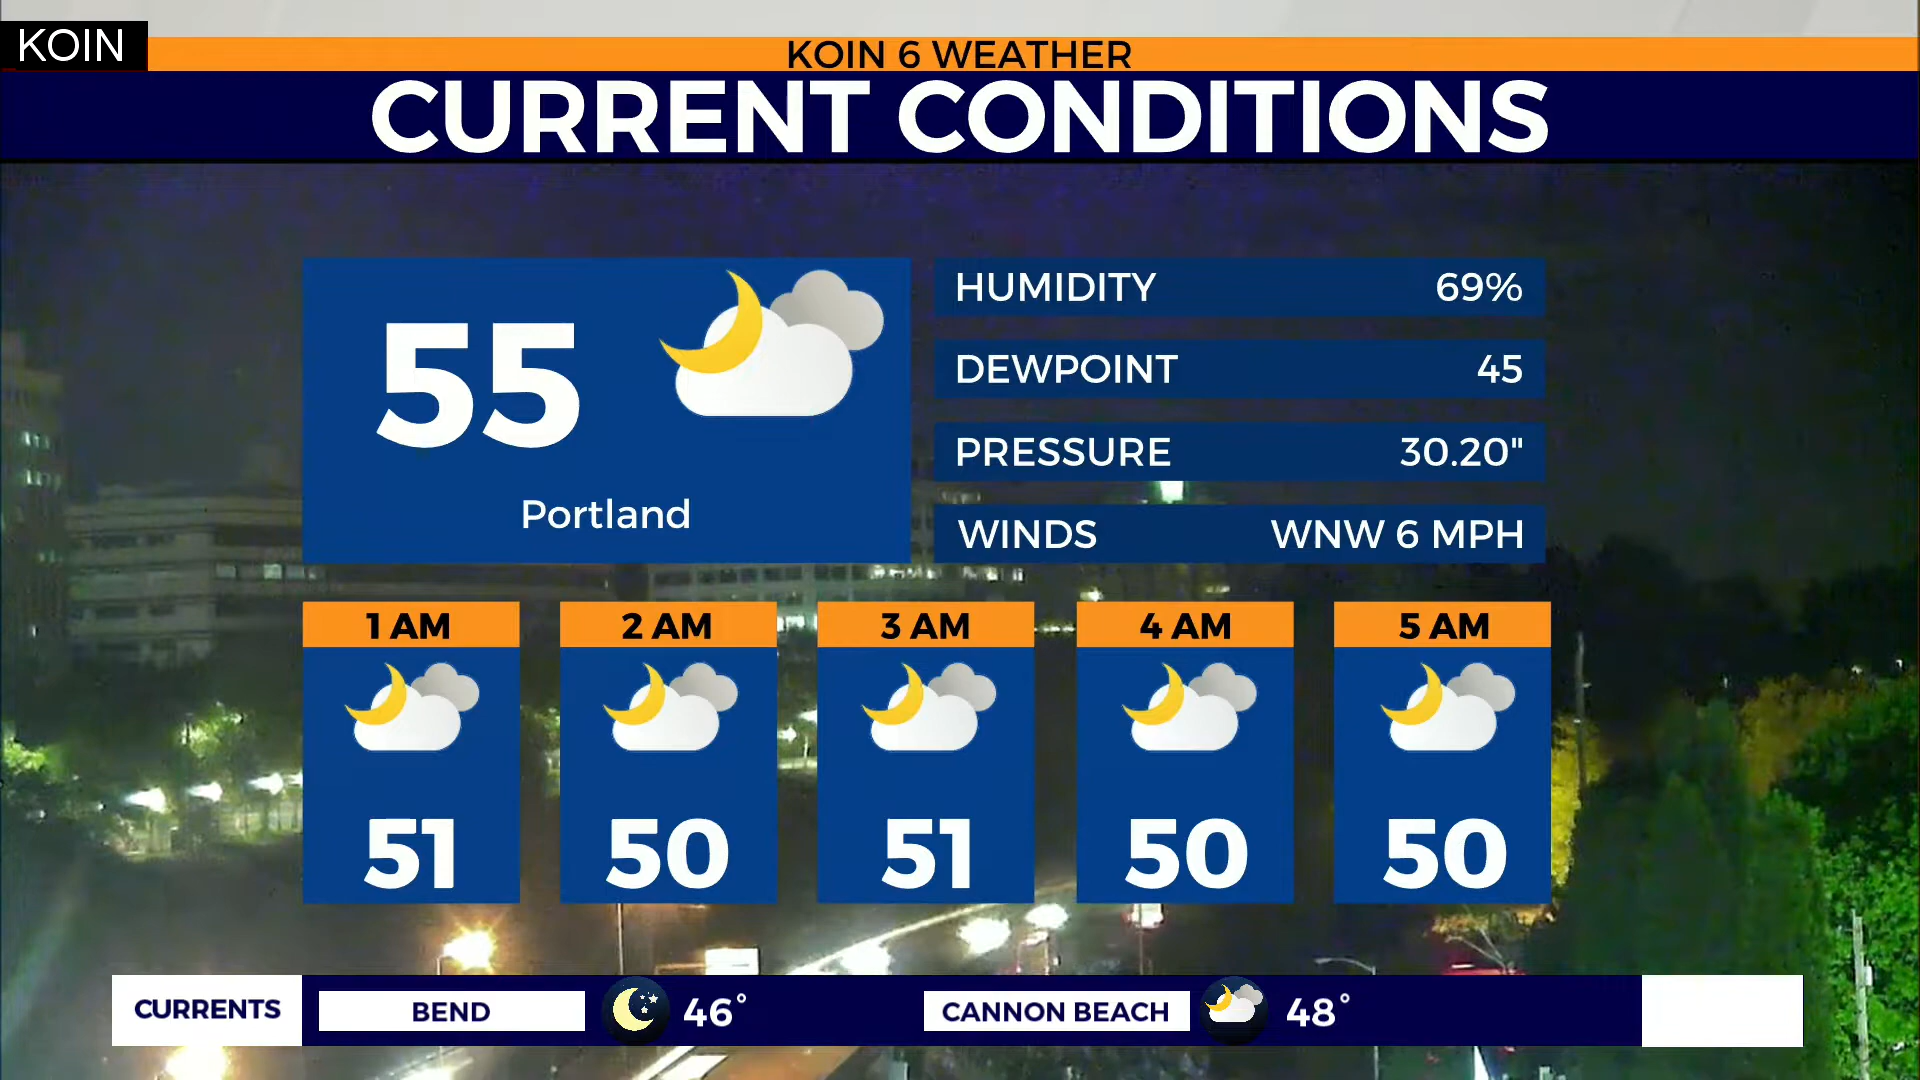 KOIN
KOIN 6 WEATHER
CURRENT CONDITIONS
55
Portland
HUMIDITY 69%
DEWPOINT 45
PRESSURE 30.20"
WINDS WNW 6 MPH
1 AM 2 AM 3 AM 4 AM 5 AM
51 50 51 50 50
CURRENTS BEND 46° CANNON BEACH 48°